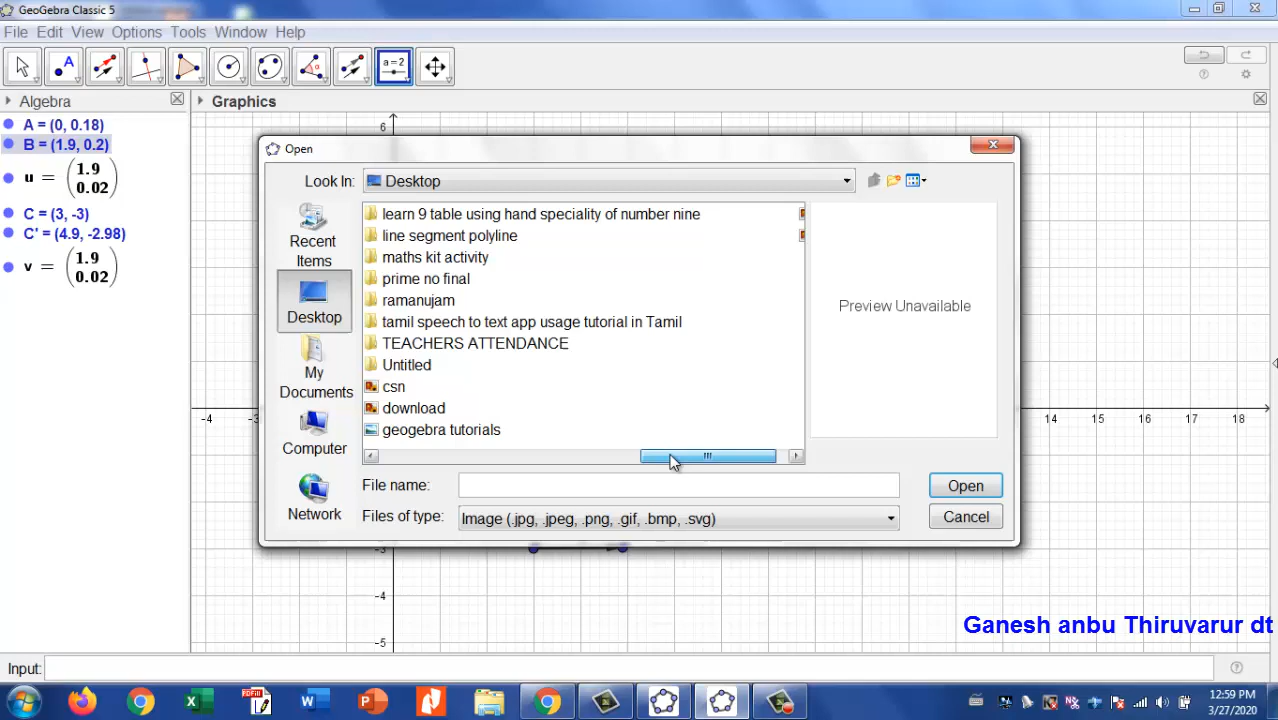 GeoGebra Classic 5
File Edit View Options Tools Window Help
A
a=2
Algebra
Graphics
A = (0, 0.18)
B = (1.9, 0.2)
u = ( 1.9
0.02 )
C = (3, -3)
C' = (4.9, -2.98)
v = ( 1.9
0.02 )
6
Open
Look In: Desktop
Recent Items
Desktop
My Documents
Computer
Network
learn 9 table using hand speciality of number nine
line segment polyline
maths kit activity
prime no final
ramanujam
tamil speech to text app usage tutorial in Tamil
TEACHERS ATTENDANCE
Untitled
csn
download
geogebra tutorials
Preview Unavailable
File name:
Open
Files of type: Image (.jpg, .jpeg, .png, .gif, .bmp, .svg)
Cancel
-4 -3 14 15 16 17 18
-3
-4
-5
Ganesh anbu Thiruvarur dt
Input:
PDFill
12:59 PM
3/27/2020